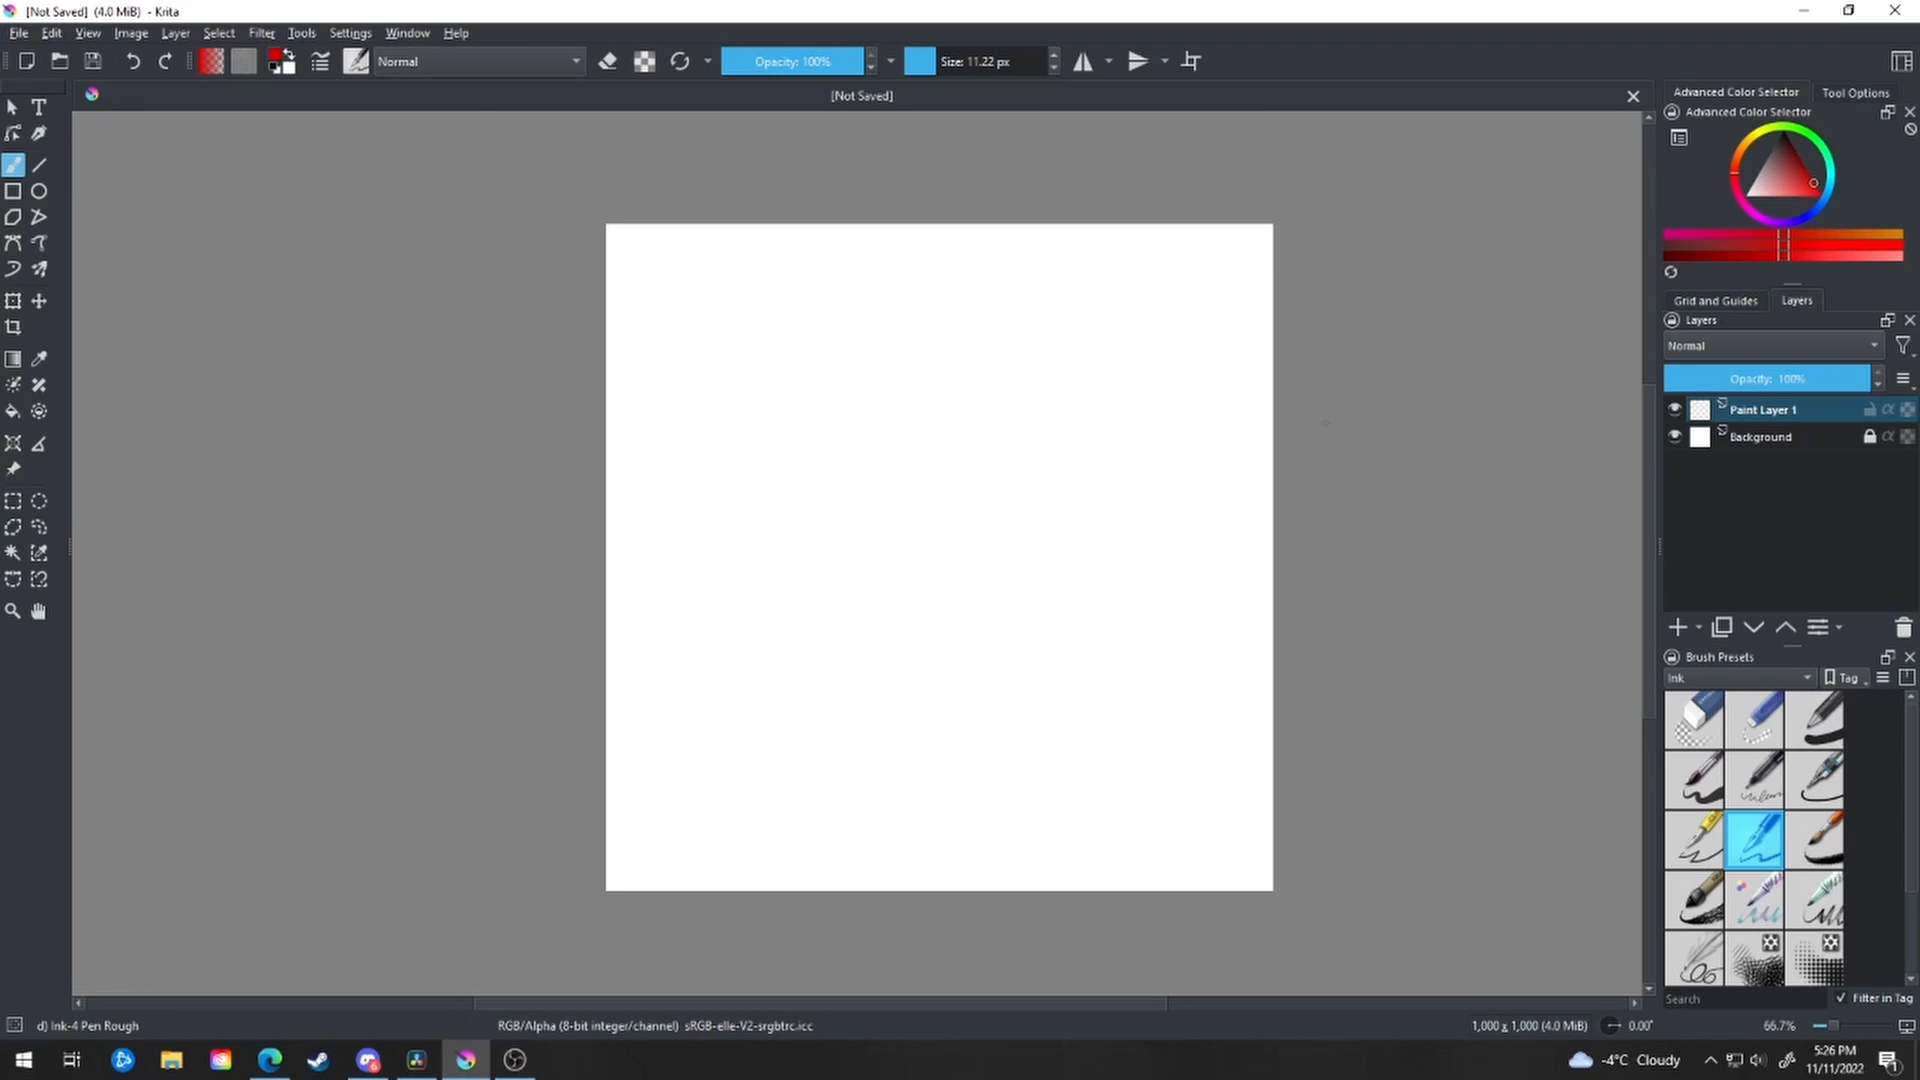 [Not Saved] (4.0 MiB) - Krita
File Edit View Image Layer Select Filter Tools Settings Window Help
Normal
Opacity: 100%
Size: 11.22 px
[Not Saved]
Advanced Color Selector
Tool Options
Advanced Color Selector
Grid and Guides
Layers
Layers
Normal
Opacity: 100%
Paint Layer 1
Background
Brush Presets
Ink
Tag
Search
Filter in Tag
d) Ink-4 Pen Rough
RGB/Alpha (8-bit integer/channel) sRGB-elle-V2-srgbtrc.icc
1,000 x 1,000 (4.0 MiB)
0.00°
66.7%
-4°C Cloudy
5:26 PM
11/11/2022